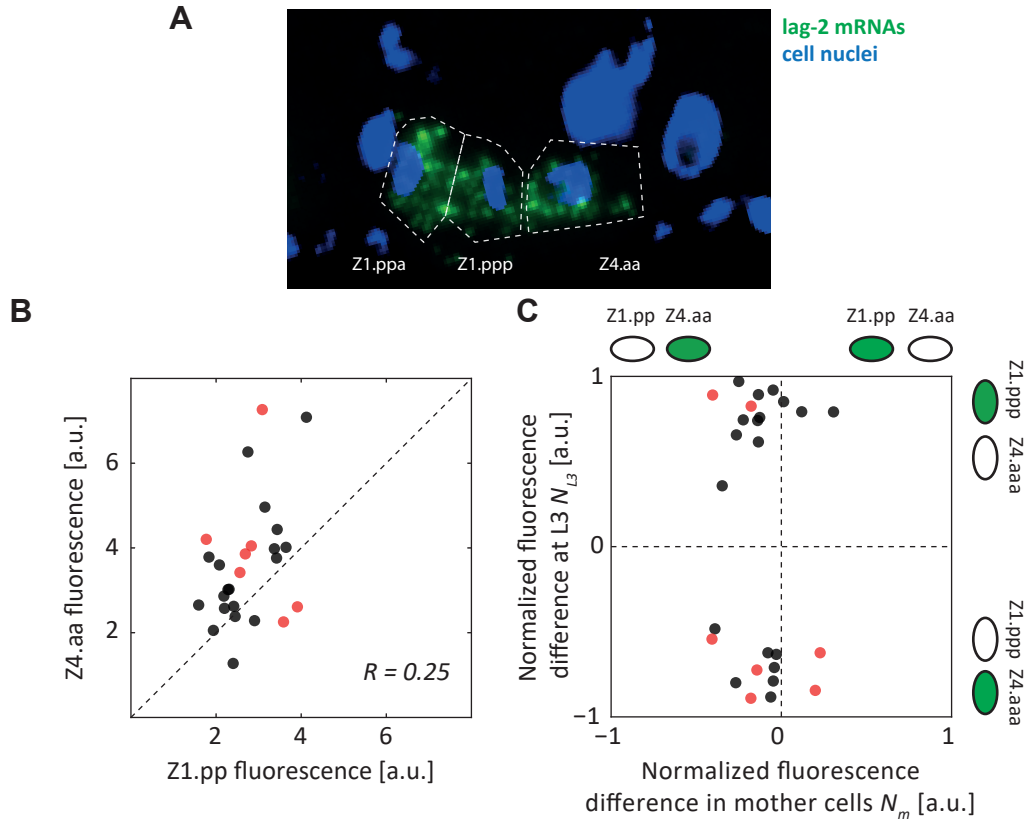 A
lag-2 mRNAs
cell nuclei
Z1.ppa
Z1.ppp
Z4.aa
B
Z4.aa fluorescence [a.u.]
6
4
2
2
4
6
R = 0.25
Z1.pp fluorescence [a.u.]
C
Z1.pp
Z4.aa
Z1.pp
Z4.aa
Normalized fluorescence
difference at L3 N_L3 [a.u.]
1
0
−1
−1
0
1
Normalized fluorescence
difference in mother cells N_m [a.u.]
Z1.ppp
Z4.aaa
Z1.ppp
Z4.aaa